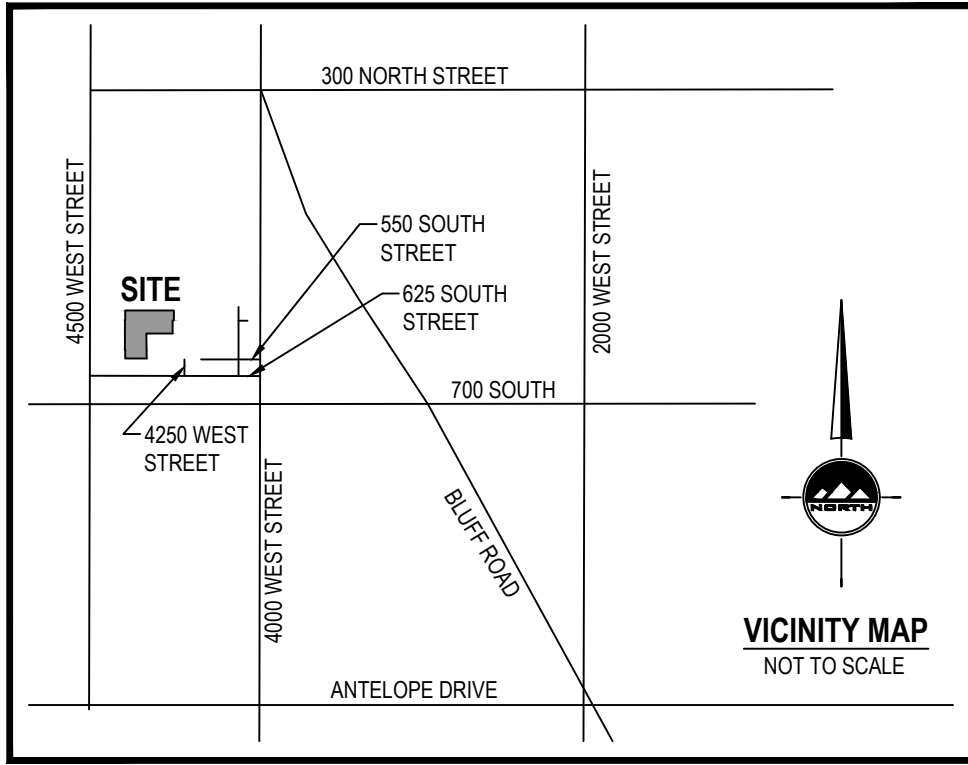 300 NORTH STREET
4500 WEST STREET
550 SOUTH
STREET
2000 WEST STREET
SITE
625 SOUTH
STREET
700 SOUTH
4250 WEST
STREET
4000 WEST STREET
BLUFF ROAD
NORTH
VICINITY MAP
NOT TO SCALE
ANTELOPE DRIVE